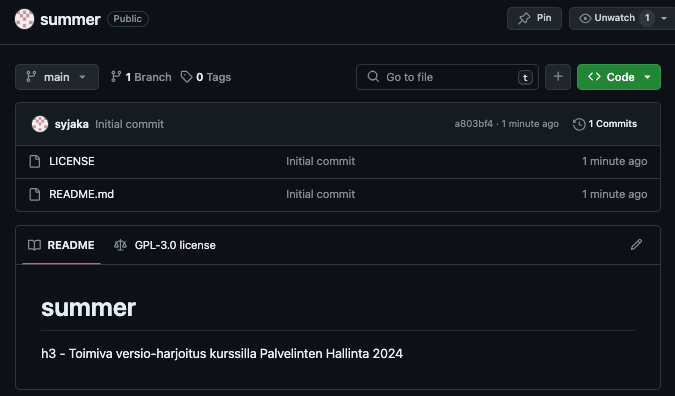 summer Public Pin Unwatch 1
main 1 Branch 0 Tags Go to file t + Code
syjaka Initial commit a803bf4 · 1 minute ago 1 Commits
LICENSE Initial commit 1 minute ago
README.md Initial commit 1 minute ago
README GPL-3.0 license
summer
h3 - Toimiva versio-harjoitus kurssilla Palvelinten Hallinta 2024